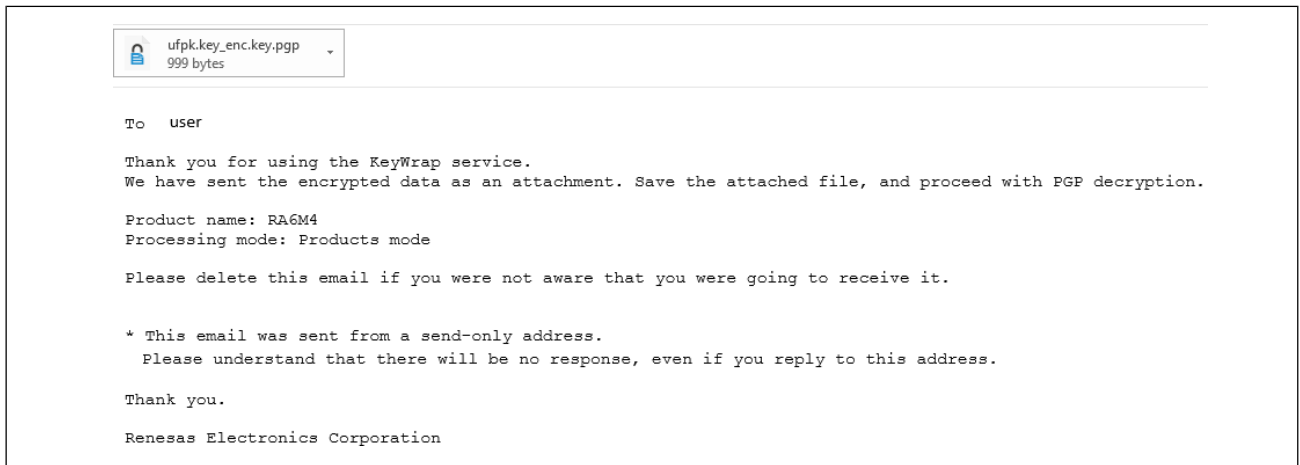 ufpk.key_enc.key.pgp
999 bytes
To user
Thank you for using the KeyWrap service.
We have sent the encrypted data as an attachment. Save the attached file, and proceed with PGP decryption.
Product name: RA6M4
Processing mode: Products mode
Please delete this email if you were not aware that you were going to receive it.
* This email was sent from a send-only address.
Please understand that there will be no response, even if you reply to this address.
Thank you.
Renesas Electronics Corporation